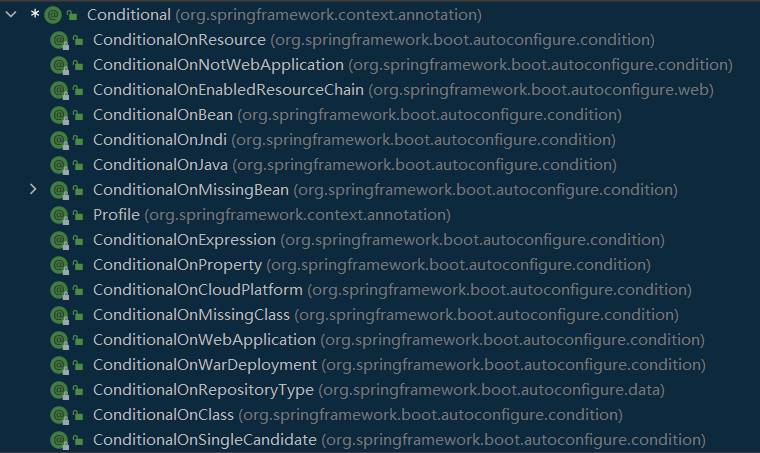 * @ Conditional (org.springframework.context.annotation)
@ ConditionalOnResource (org.springframework.boot.autoconfigure.condition)
@ ConditionalOnNotWebApplication (org.springframework.boot.autoconfigure.condition)
@ ConditionalOnEnabledResourceChain (org.springframework.boot.autoconfigure.web)
@ ConditionalOnBean (org.springframework.boot.autoconfigure.condition)
@ ConditionalOnJndi (org.springframework.boot.autoconfigure.condition)
@ ConditionalOnJava (org.springframework.boot.autoconfigure.condition)
@ ConditionalOnMissingBean (org.springframework.boot.autoconfigure.condition)
@ Profile (org.springframework.context.annotation)
@ ConditionalOnExpression (org.springframework.boot.autoconfigure.condition)
@ ConditionalOnProperty (org.springframework.boot.autoconfigure.condition)
@ ConditionalOnCloudPlatform (org.springframework.boot.autoconfigure.condition)
@ ConditionalOnMissingClass (org.springframework.boot.autoconfigure.condition)
@ ConditionalOnWebApplication (org.springframework.boot.autoconfigure.condition)
@ ConditionalOnWarDeployment (org.springframework.boot.autoconfigure.condition)
@ ConditionalOnRepositoryType (org.springframework.boot.autoconfigure.data)
@ ConditionalOnClass (org.springframework.boot.autoconfigure.condition)
@ ConditionalOnSingleCandidate (org.springframework.boot.autoconfigure.condition)